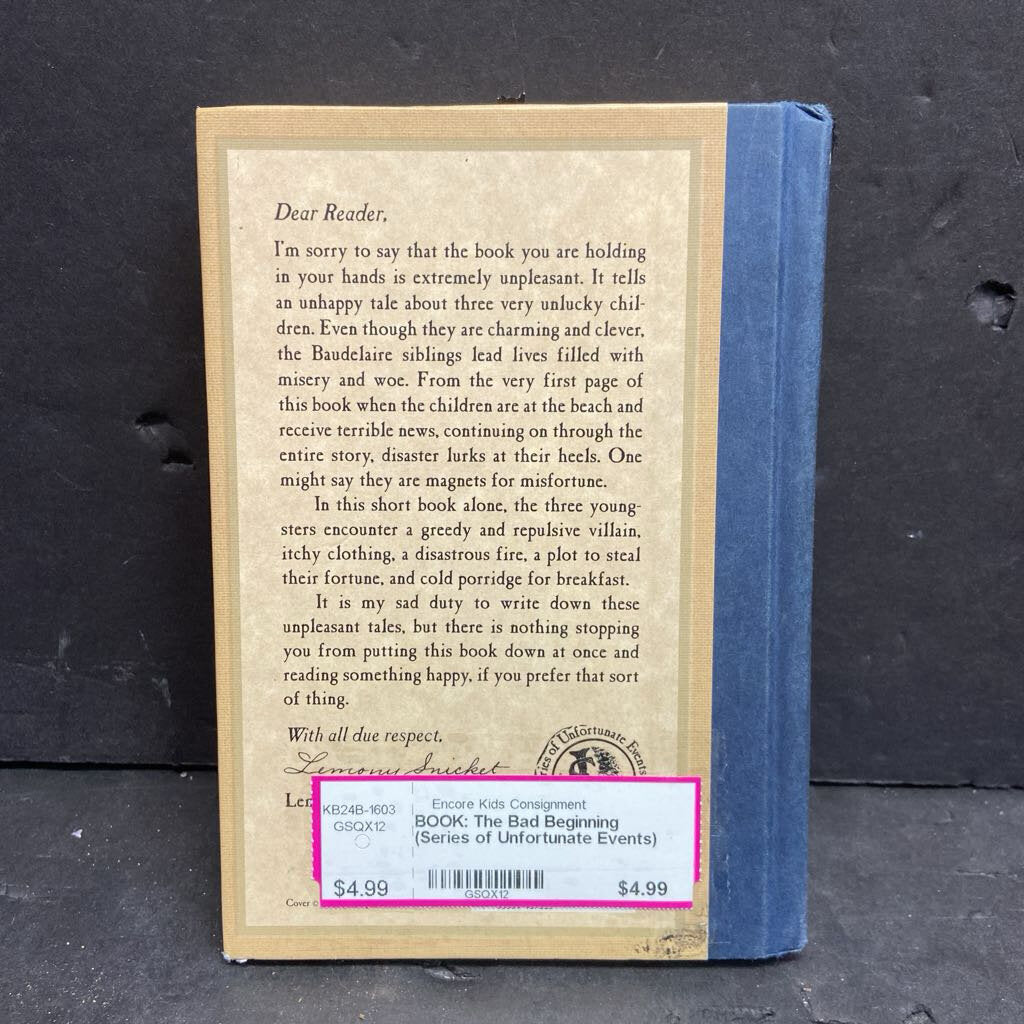 Dear Reader,
I'm sorry to say that the book you are holding
in your hands is extremely unpleasant. It tells
an unhappy tale about three very unlucky chil-
dren. Even though they are charming and clever,
the Baudelaire siblings lead lives filled with
misery and woe. From the very first page of
this book when the children are at the beach and
receive terrible news, continuing on through the
entire story, disaster lurks at their heels. One
might say they are magnets for misfortune.
In this short book alone, the three young-
sters encounter a greedy and repulsive villain,
itchy clothing, a disastrous fire, a plot to steal
their fortune, and cold porridge for breakfast.
It is my sad duty to write down these
unpleasant tales, but there is nothing stopping
you from putting this book down at once and
reading something happy, if you prefer that sort
of thing.
With all due respect,
Lemony Snicket
of Unfortunate Events
KB24B-1603
GSQX12
$4.99
Encore Kids Consignment
BOOK: The Bad Beginning
(Series of Unfortunate Events)
GSQX12
$4.99
Cover ©